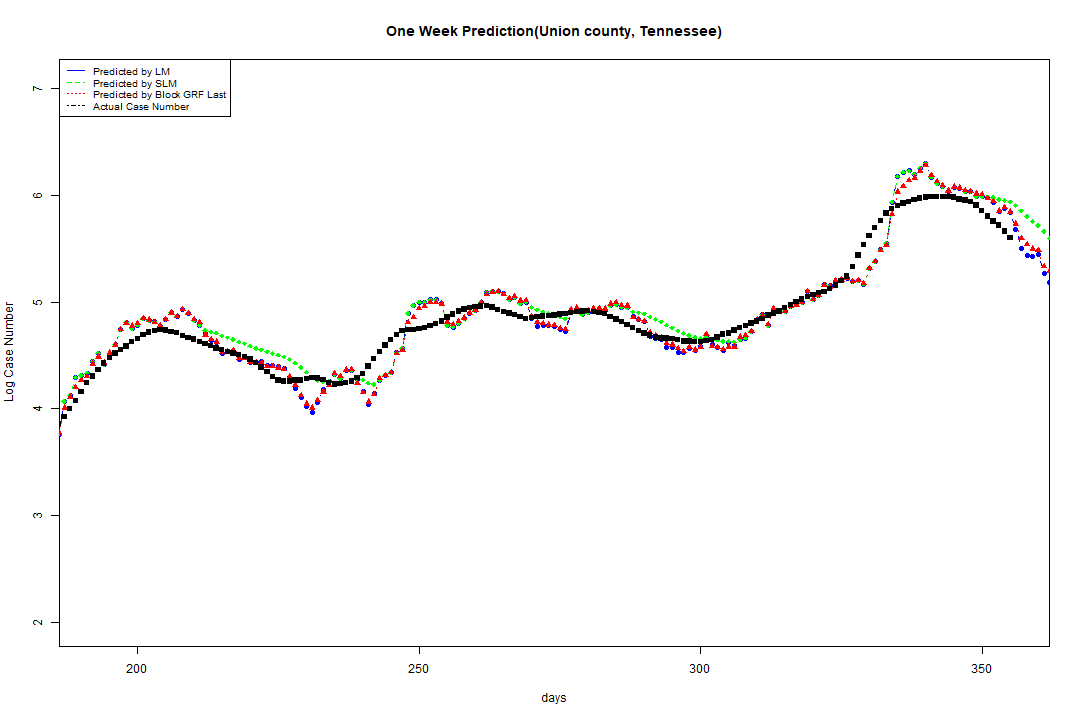 One Week Prediction(Union county, Tennessee)
Predicted by LM
Predicted by SLM
Predicted by Block GRF Last
Actual Case Number
7
6
5
4
3
2
Log Case Number
200 250 300 350
days